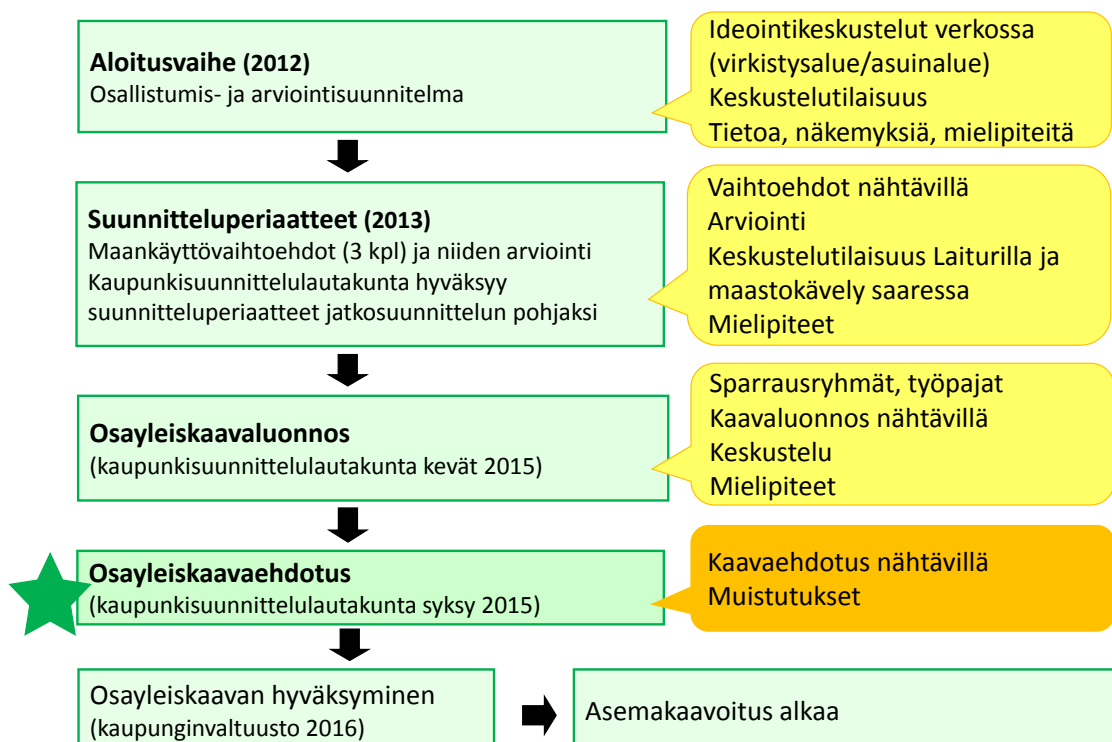 Aloitusvaihe (2012)
Osallistumis- ja arviointisuunnitelma
Ideointikeskustelut verkossa
(virkistysalue/asuinalue)
Keskustelutilaisuus
Tietoa, näkemyksiä, mielipiteitä
Suunnitteluperiaatteet (2013)
Maankäyttövaihtoehdot (3 kpl) ja niiden arviointi
Kaupunkisuunnittelulautakunta hyväksyy
suunnitteluperiaatteet jatkosuunnittelun pohjaksi
Vaihtoehdot nähtävillä
Arviointi
Keskustelutilaisuus Laiturilla ja
maastokävely saaressa
Mielipiteet
Osayleiskaavaluonnos
(kaupunkisuunnittelulautakunta kevät 2015)
Sparrausryhmät, työpajat
Kaavaluonnos nähtävillä
Keskustelu
Mielipiteet
Osayleiskaavaehdotus
(kaupunkisuunnittelulautakunta syksy 2015)
Kaavaehdotus nähtävillä
Muistutukset
Osayleiskaavan hyväksyminen
(kaupunginvaltuusto 2016)
Asemakaavoitus alkaa